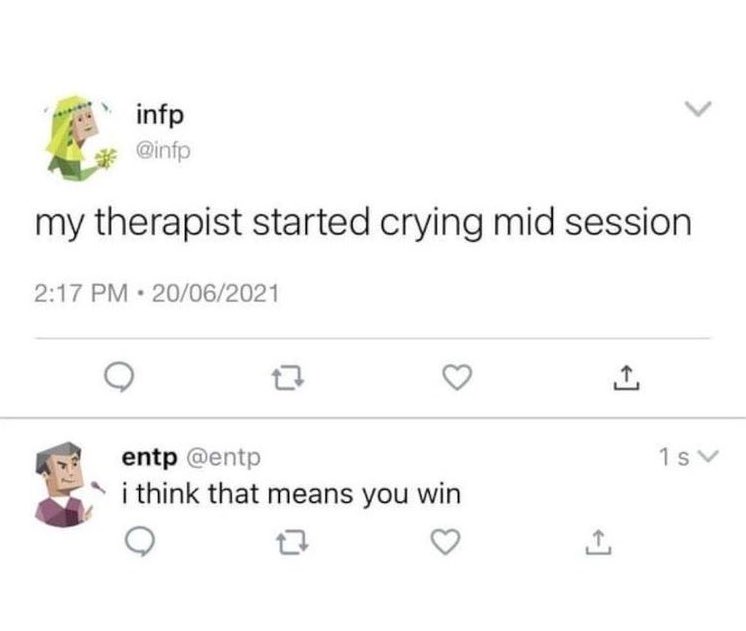 infp
@infp
my therapist started crying mid session
2:17 PM • 20/06/2021
entp @entp 1 s
i think that means you win